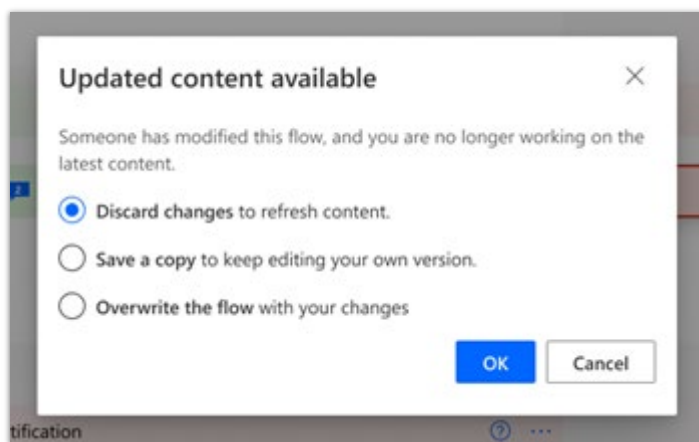 Updated content available
Someone has modified this flow, and you are no longer working on the
latest content.
2
Discard changes to refresh content.
Save a copy to keep editing your own version.
Overwrite the flow with your changes
OK Cancel
tification